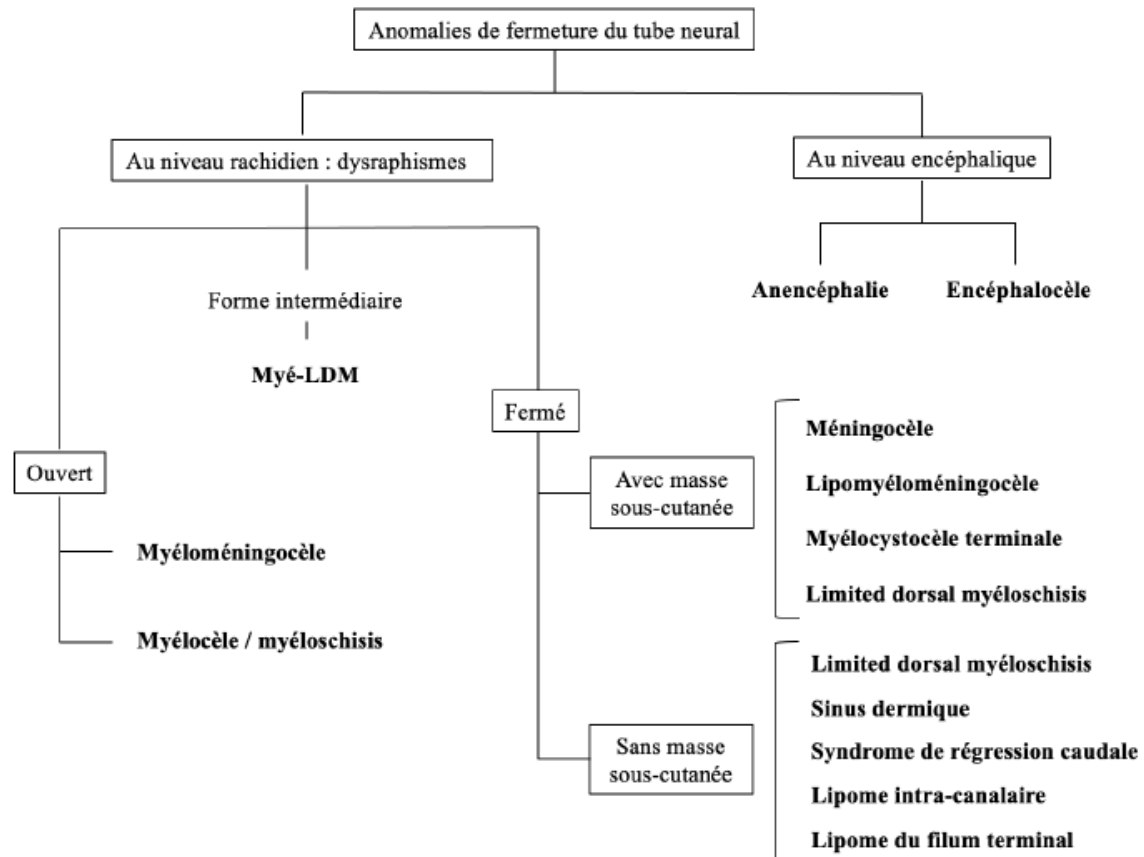 Anomalies de fermeture du tube neural
Au niveau rachidien : dysraphismes
Au niveau encéphalique
Anencéphalie
Encéphalocèle
Forme intermédiaire
Myé-LDM
Ouvert
Myéloméningocèle
Myélocèle / myéloschisis
Fermé
Avec masse
sous-cutanée
Méningocèle
Lipomyéloméningocèle
Myélocystocèle terminale
Limited dorsal myéloschisis
Sans masse
sous-cutanée
Limited dorsal myéloschisis
Sinus dermique
Syndrome de régression caudale
Lipome intra-canalaire
Lipome du filum terminal